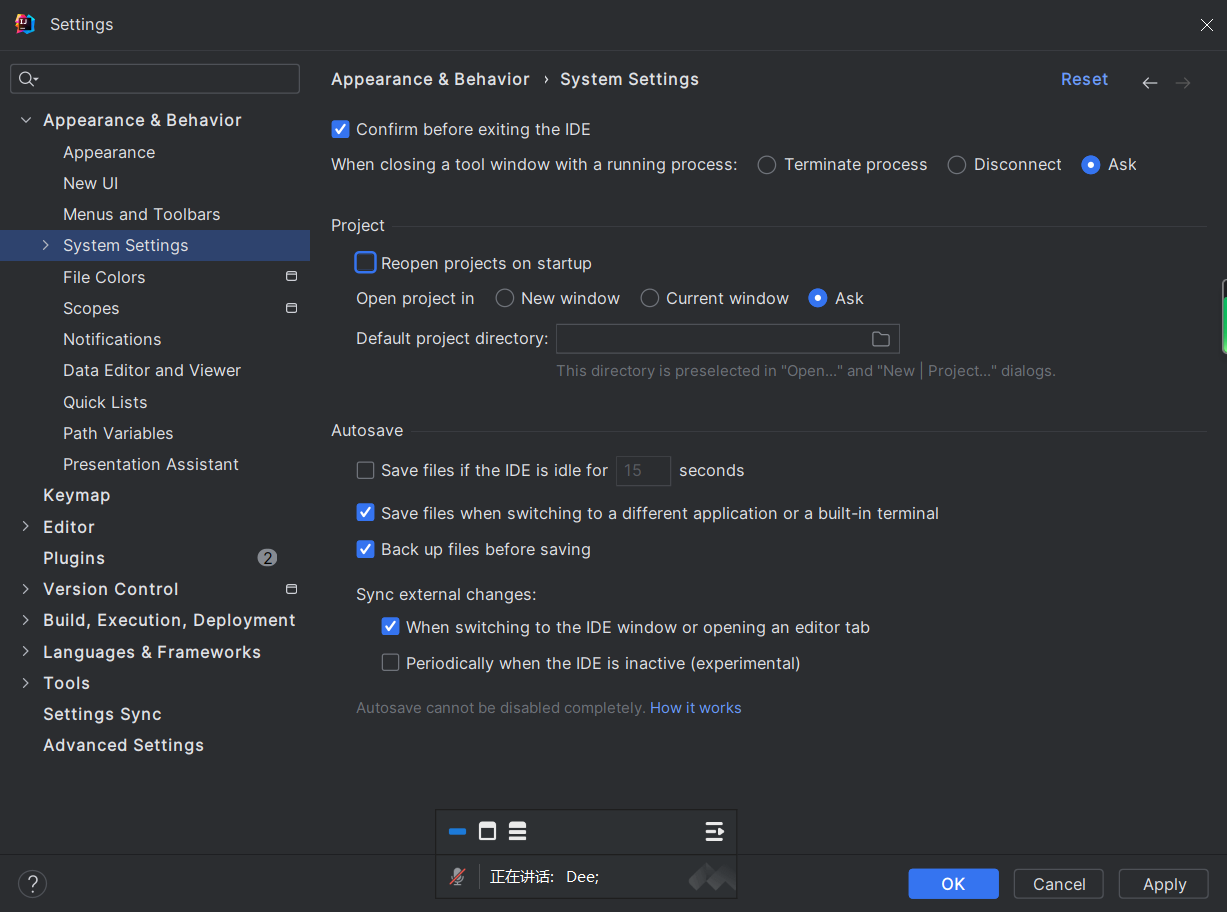 Settings
Appearance & Behavior › System Settings
Reset
Appearance & Behavior
Appearance
New UI
Menus and Toolbars
System Settings
File Colors
Scopes
Notifications
Data Editor and Viewer
Quick Lists
Path Variables
Presentation Assistant
Keymap
Editor
Plugins 2
Version Control
Build, Execution, Deployment
Languages & Frameworks
Tools
Settings Sync
Advanced Settings
Confirm before exiting the IDE
When closing a tool window with a running process: Terminate process Disconnect Ask
Project
Reopen projects on startup
Open project in New window Current window Ask
Default project directory:
This directory is preselected in "Open..." and "New | Project..." dialogs.
Autosave
Save files if the IDE is idle for 15 seconds
Save files when switching to a different application or a built-in terminal
Back up files before saving
Sync external changes:
When switching to the IDE window or opening an editor tab
Periodically when the IDE is inactive (experimental)
Autosave cannot be disabled completely. How it works
正在讲话: Dee;
?
OK Cancel Apply